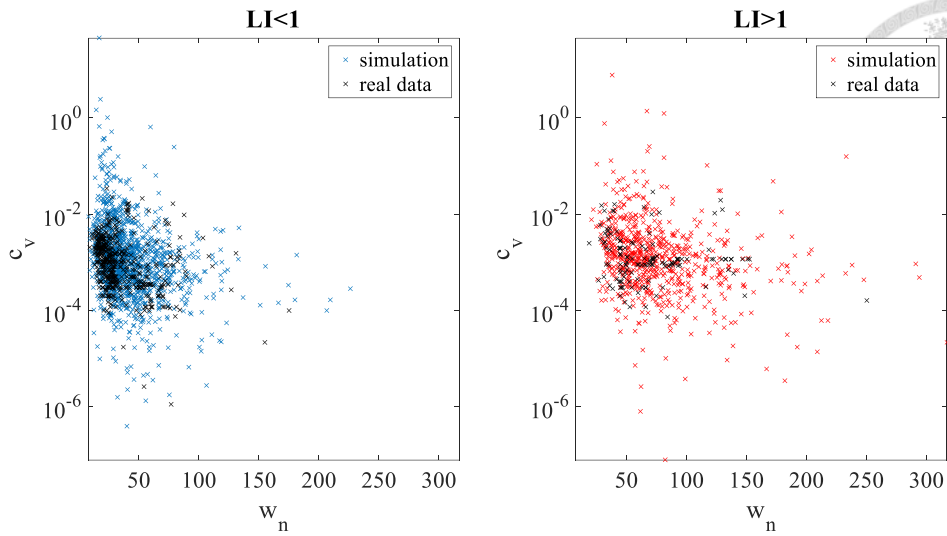 LI<1
simulation
real data
10^0
10^-2
10^-4
10^-6
c_v
50 100 150 200 250 300
w_n
LI>1
simulation
real data
10^0
10^-2
10^-4
10^-6
c_v
50 100 150 200 250 300
w_n